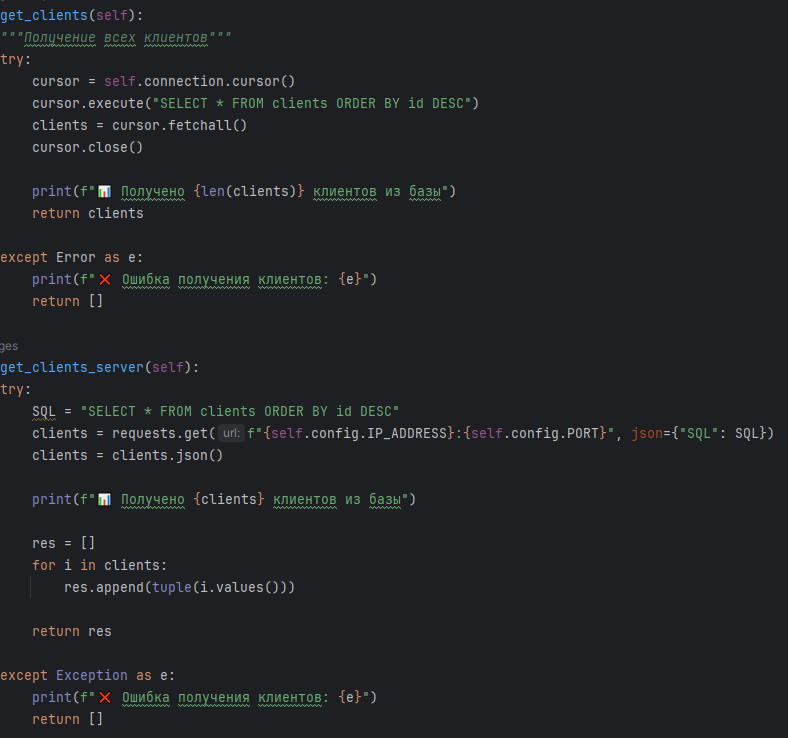 get_clients(self):
"""Получение всех клиентов"""
try:
cursor = self.connection.cursor()
cursor.execute("SELECT * FROM clients ORDER BY id DESC")
clients = cursor.fetchall()
cursor.close()
print(f"📊 Получено {len(clients)} клиентов из базы")
return clients
except Error as e:
print(f"❌ Ошибка получения клиентов: {e}")
return []
ges
get_clients_server(self):
try:
SQL = "SELECT * FROM clients ORDER BY id DESC"
clients = requests.get( url: f"{self.config.IP_ADDRESS}:{self.config.PORT}", json={"SQL": SQL})
clients = clients.json()
print(f"📊 Получено {clients} клиентов из базы")
res = []
for i in clients:
res.append(tuple(i.values()))
return res
except Exception as e:
print(f"❌ Ошибка получения клиентов: {e}")
return []